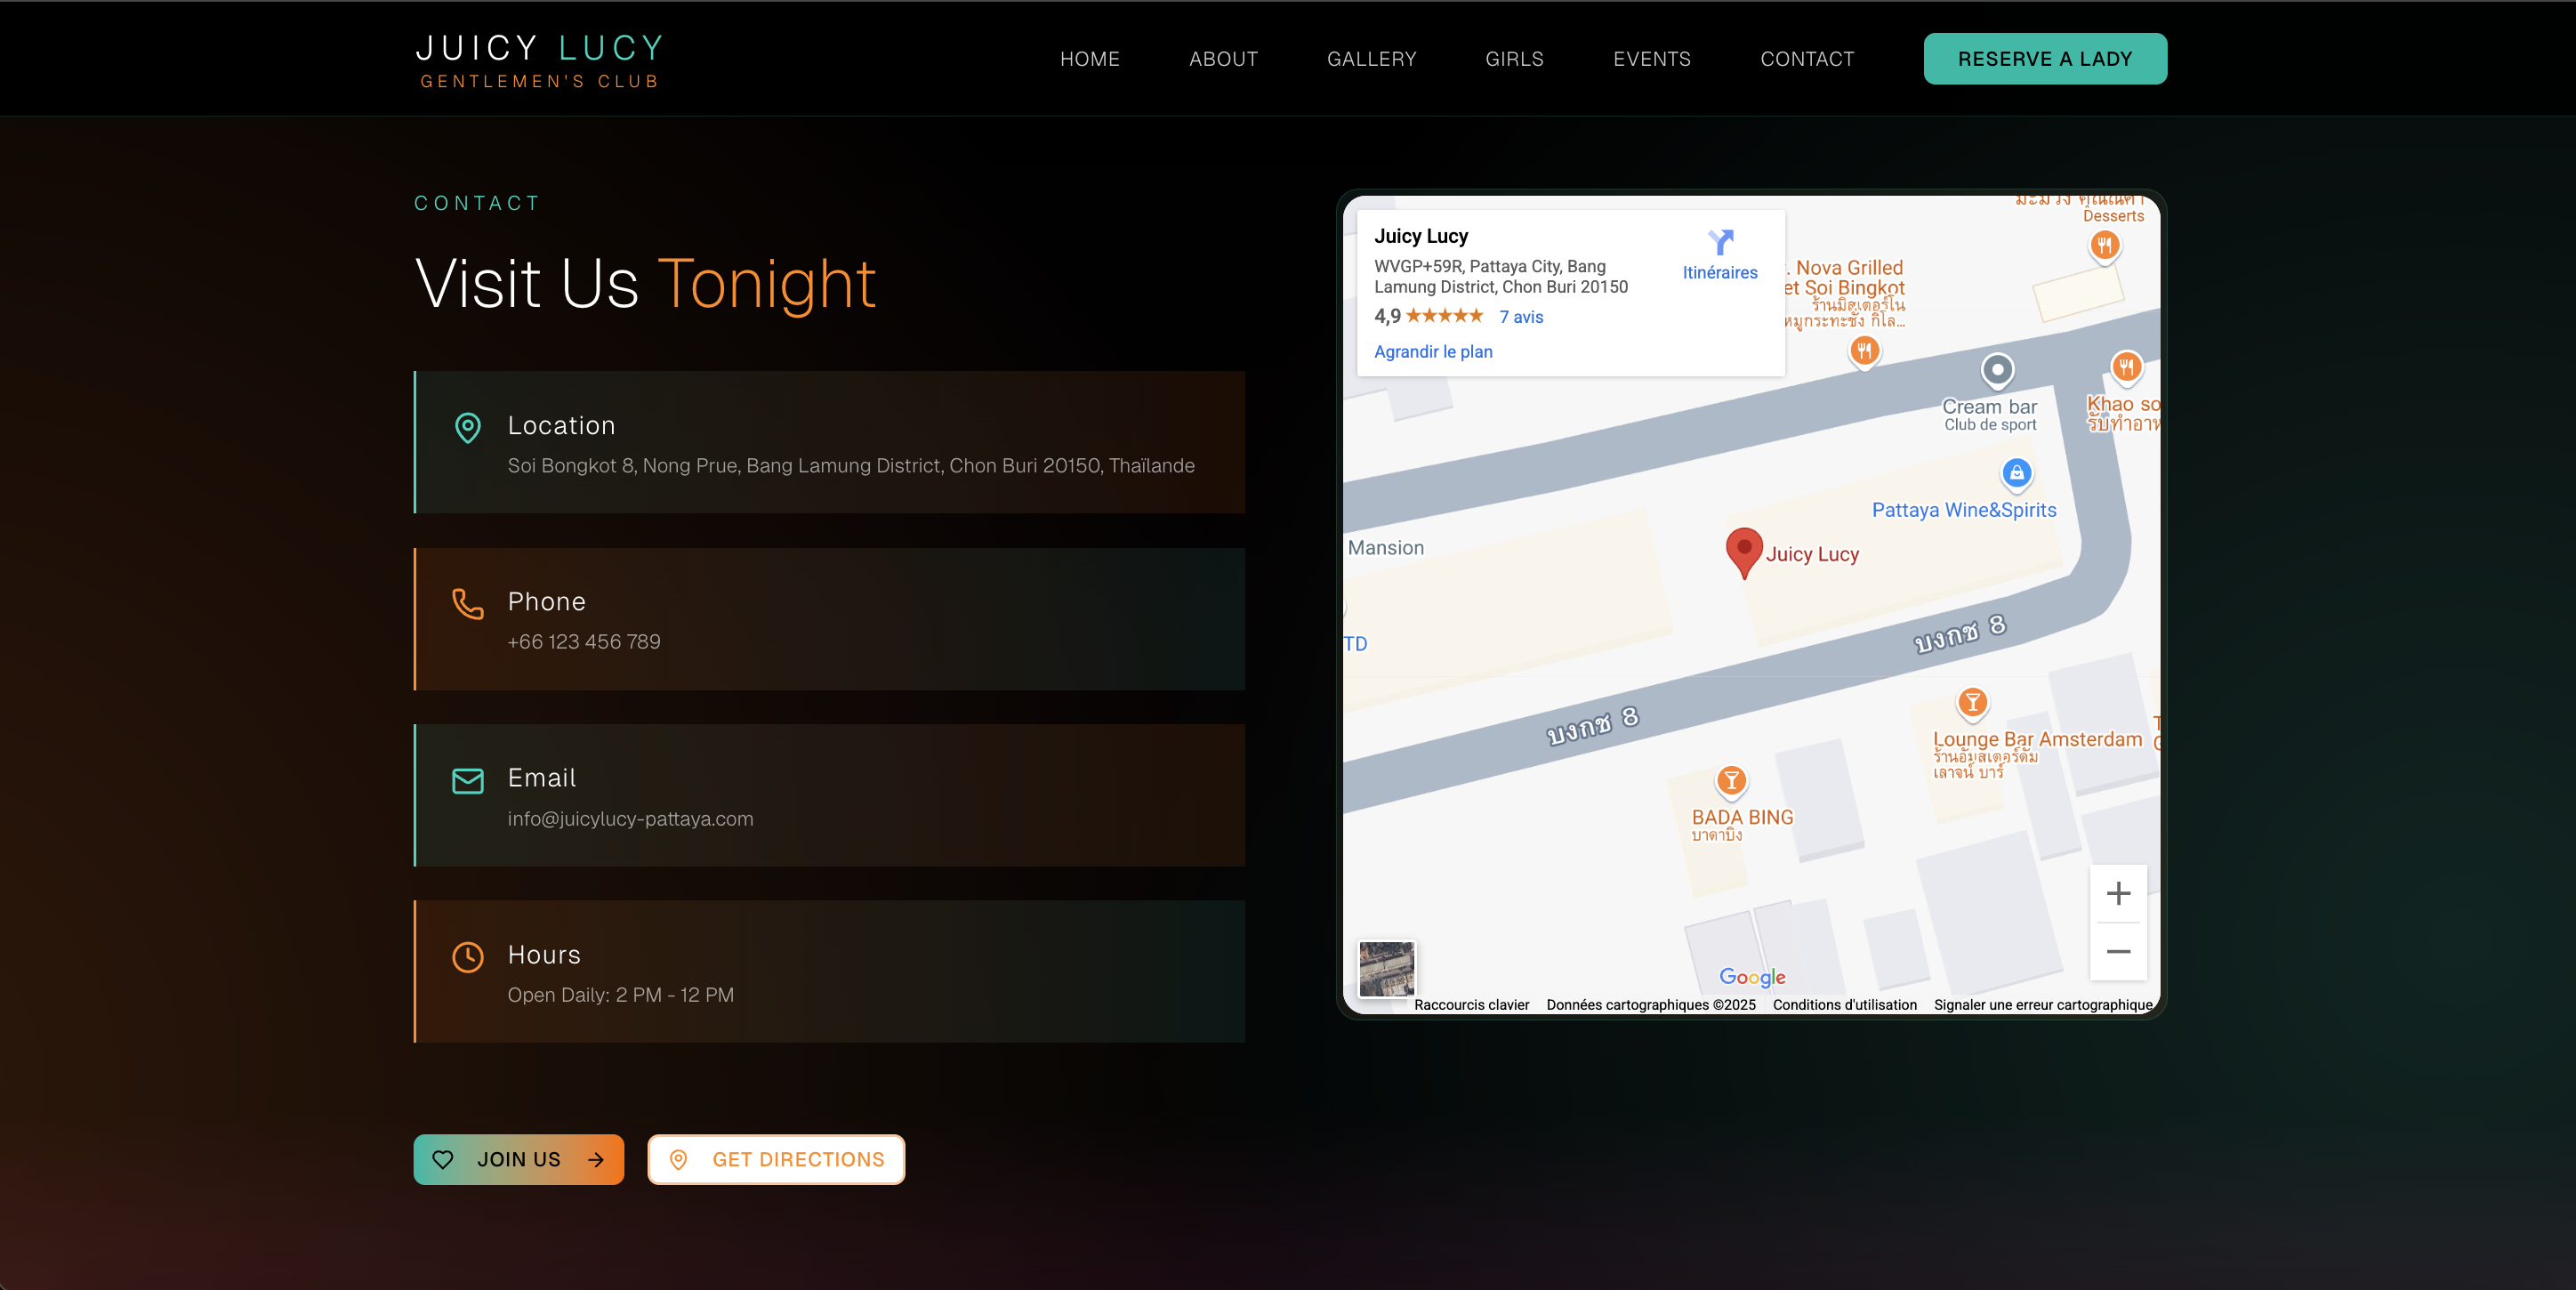 JUICY LUCY
GENTLEMEN'S CLUB
HOME
ABOUT
GALLERY
GIRLS
EVENTS
CONTACT
RESERVE A LADY
CONTACT
Visit Us Tonight
Location
Soi Bongkot 8, Nong Prue, Bang Lamung District, Chon Buri 20150, Thaïlande
Phone
+66 123 456 789
Email
info@juicylucy-pattaya.com
Hours
Open Daily: 2 PM - 12 PM
JOIN US
GET DIRECTIONS
Juicy Lucy
WVGP+59R, Pattaya City, Bang
Lamung District, Chon Buri 20150
4,9
7 avis
Agrandir le plan
Itinéraires
Desserts
. Nova Grilled
et Soi Bingkot
ร้านมิสเตอร์โน
หมูกระทะซัง กิโล...
Cream bar
Club de sport
Khao so
รับทำอาห
Pattaya Wine&Spirits
Mansion
Juicy Lucy
TD
บงกช 8
บงกช 8
Lounge Bar Amsterdam
ร้านอัมสเตอร์ดัม
เลาจน์ บาร์
BADA BING
บาดาบิง
Google
Raccourcis clavier
Données cartographiques ©2025
Conditions d'utilisation
Signaler une erreur cartographique